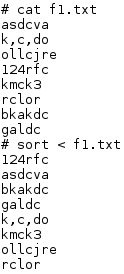 # cat f1.txt
asdcva
k,c,do
ollcjre
124rfc
kmck3
rclor
bkakdc
galdc
# sort < f1.txt
124rfc
asdcva
bkakdc
galdc
k,c,do
kmck3
ollcjre
rclor